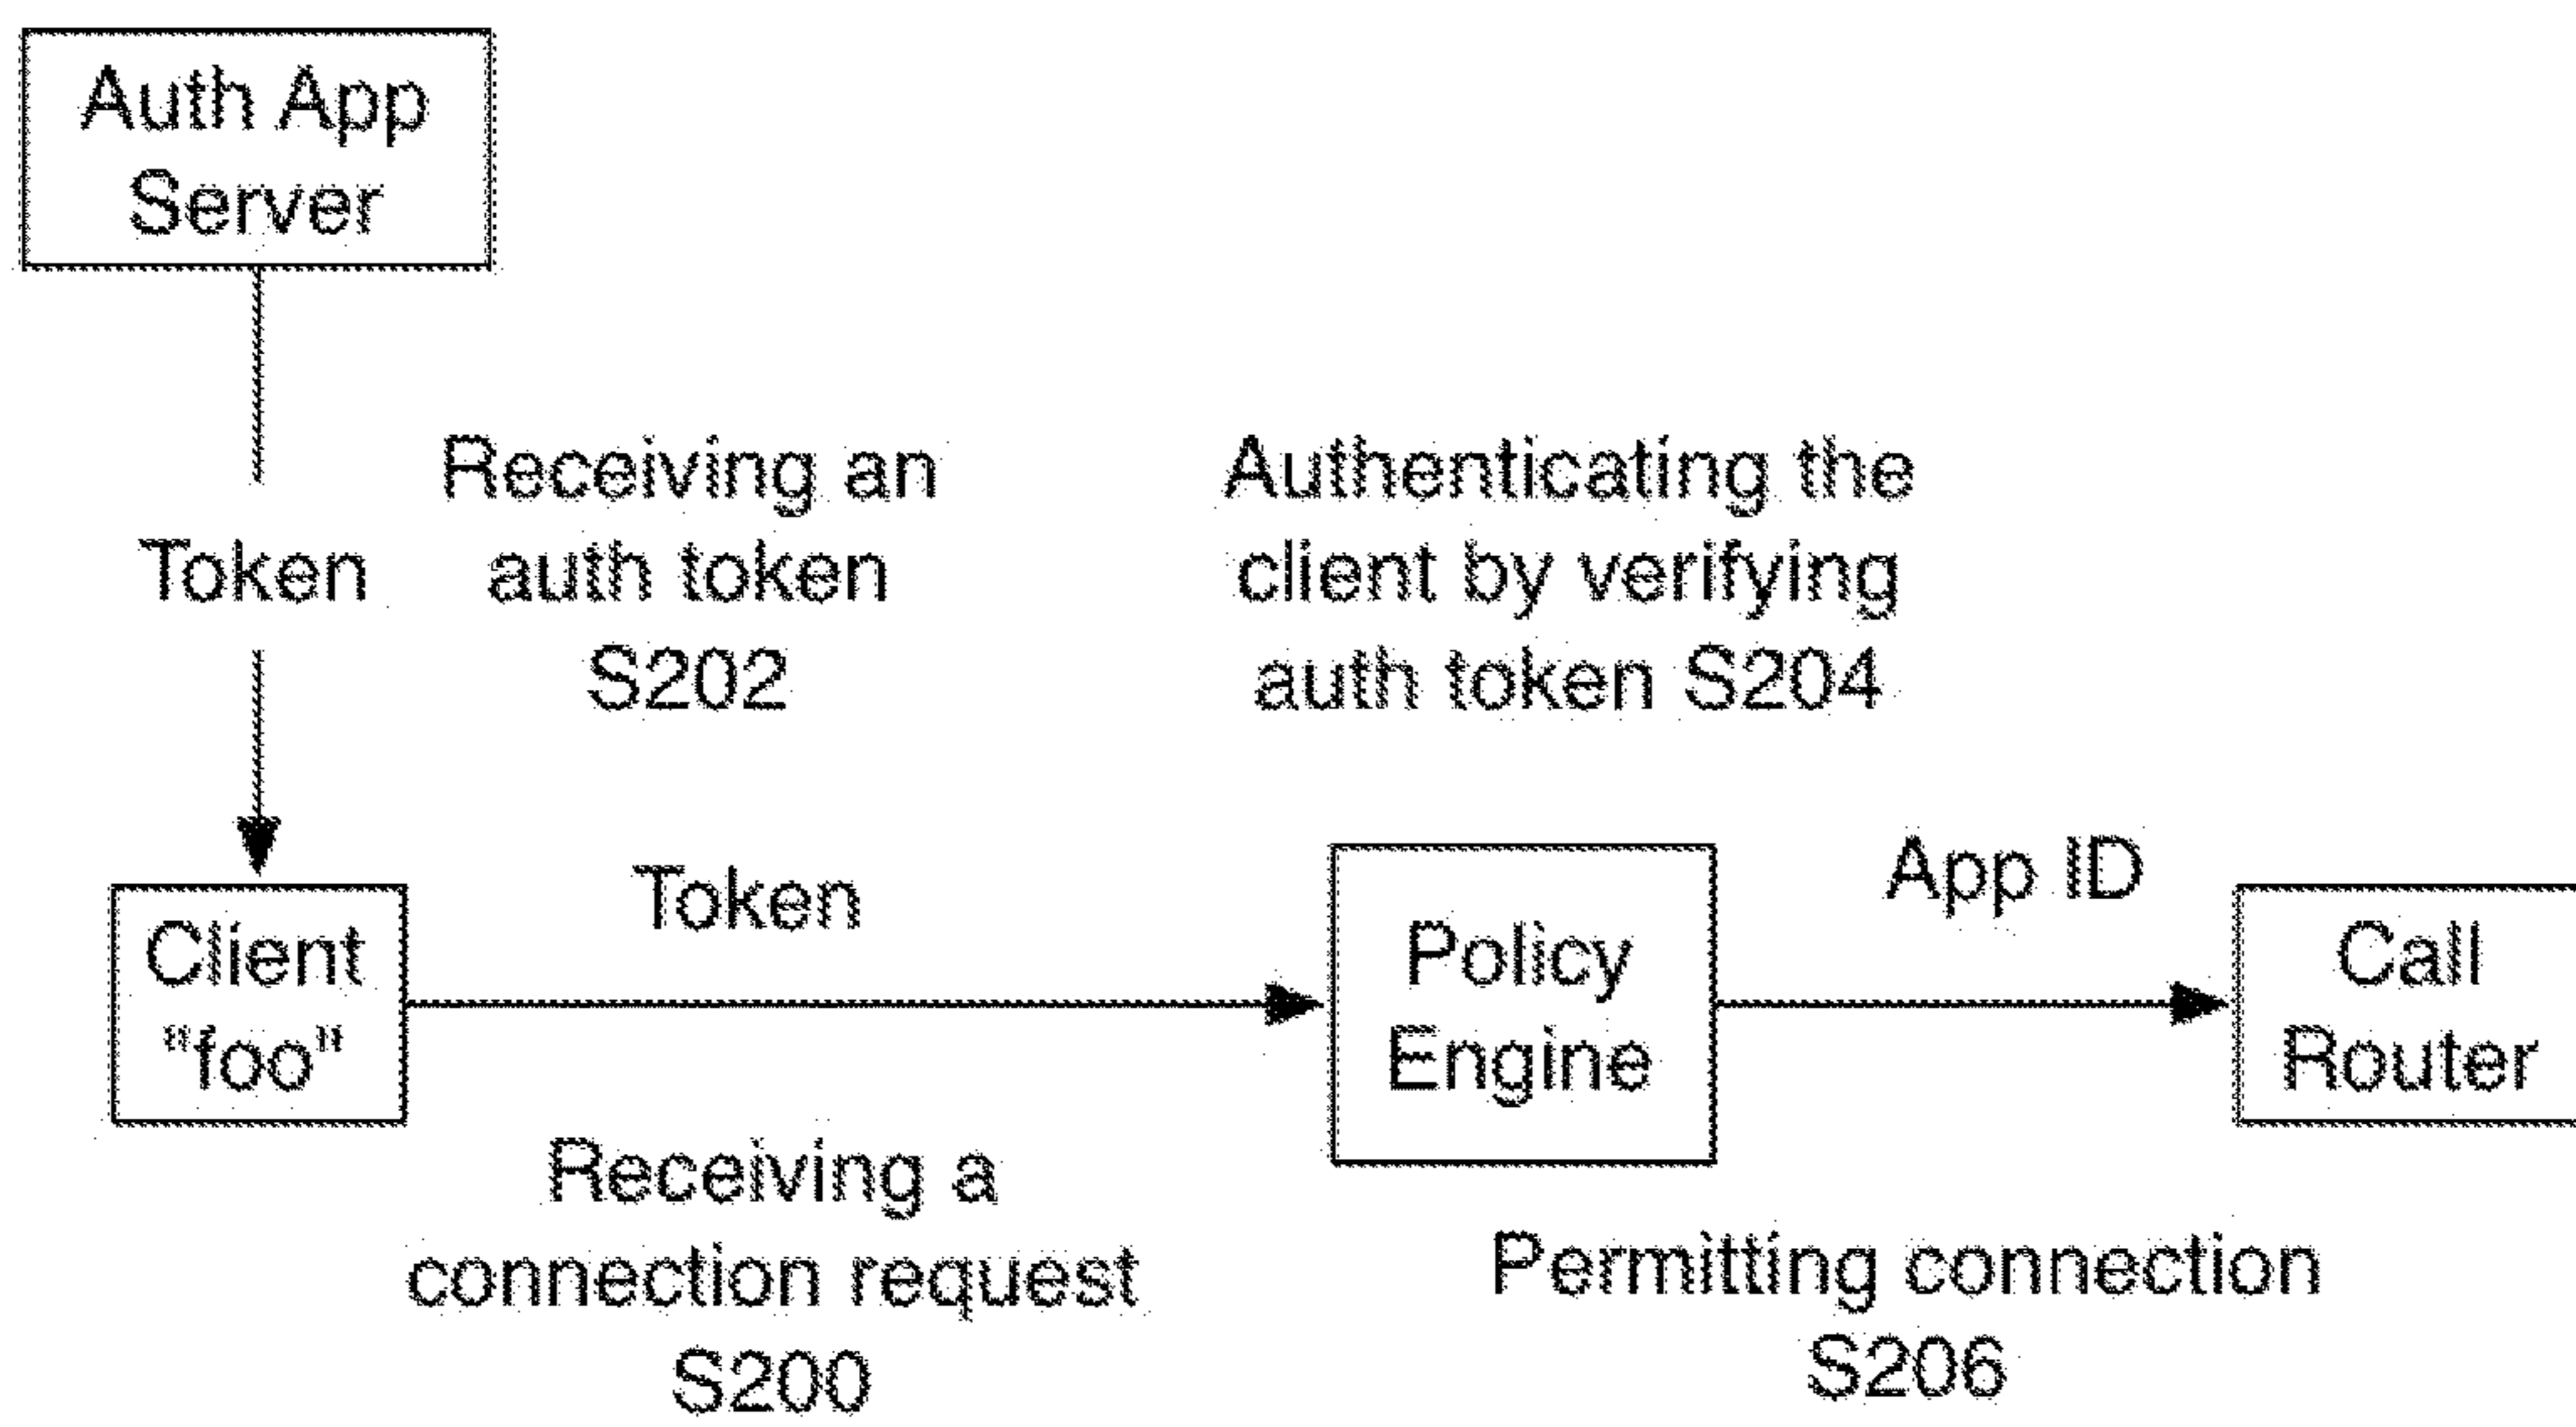 Auth App
Server
Token
Receiving an
auth token
S202
Authenticating the
client by verifying
auth token S204
Client
"foo"
Token
Policy
Engine
App ID
Call
Router
Receiving a
connection request
S200
Permitting connection
S206